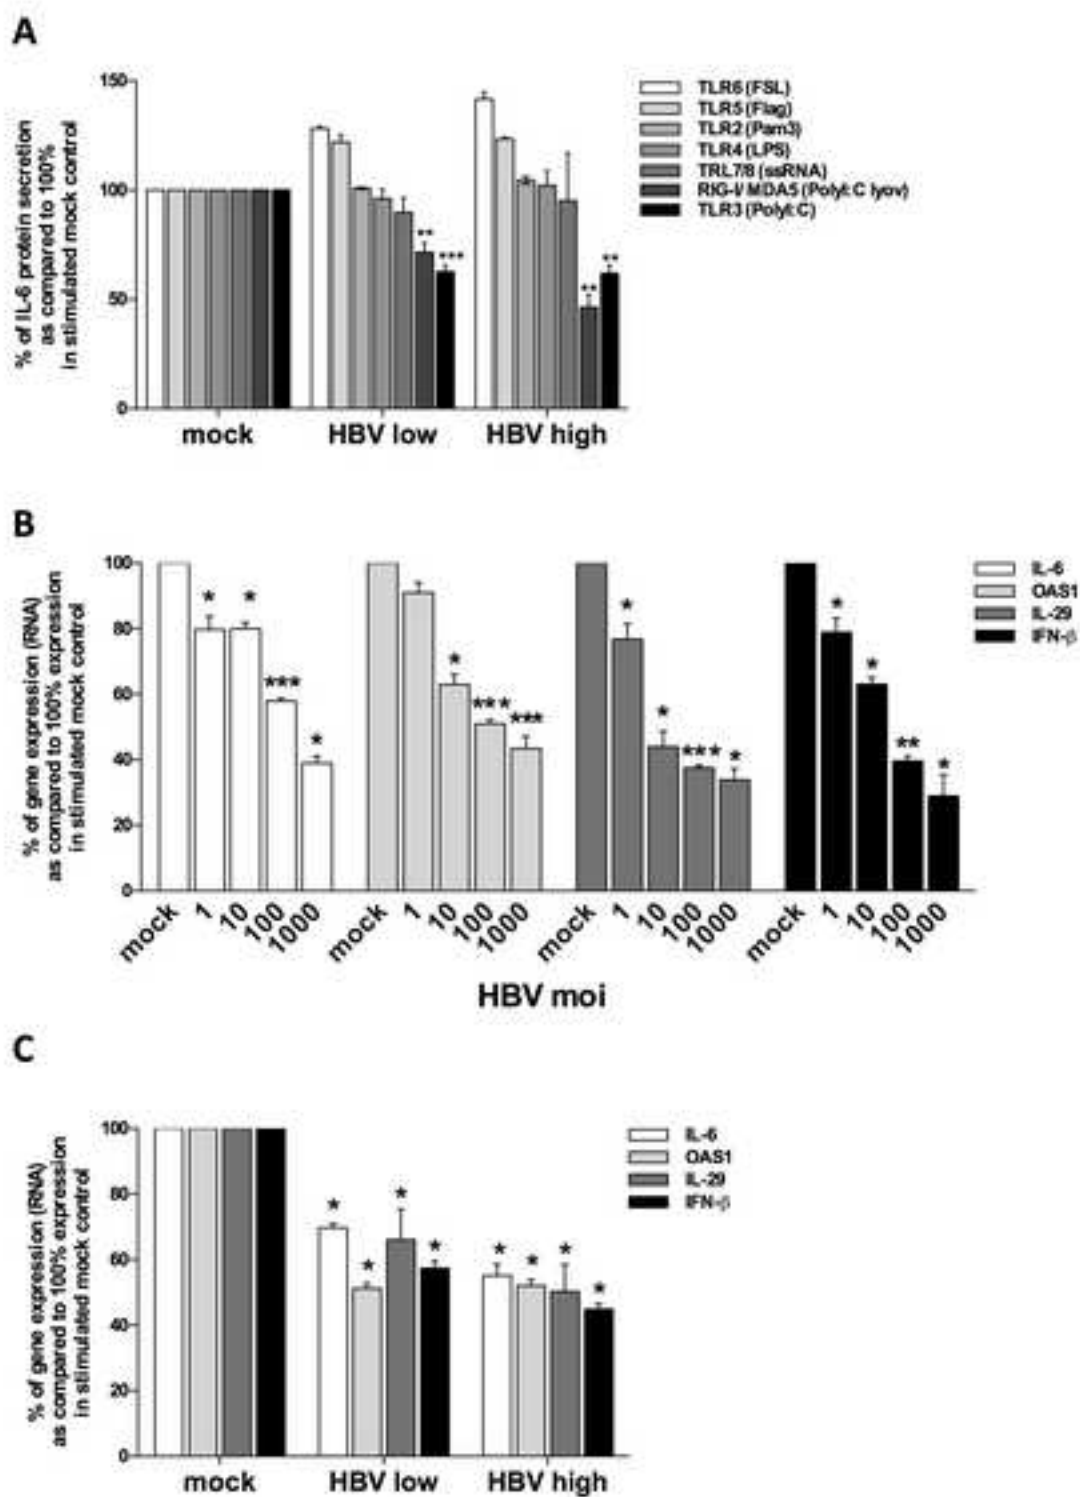 A
% of IL-6 protein secretion
as compared to 100%
in stimulated mock control
150
100
50
0
** ***
** **
mock HBV low HBV high
TLR6 (FSL)
TLR5 (Flag)
TLR2 (Pam3)
TLR4 (LPS)
TRL7/8 (ssRNA)
RIG-I/ MDA5 (PolyI:C lyov)
TLR3 (PolyI:C)
B
% of gene expression (RNA)
as compared to 100% expression
in stimulated mock control
100
80
60
40
20
0
* * *** *
* *** ***
* * *** *
* * ** *
mock 1 10 100 1000 mock 1 10 100 1000 mock 1 10 100 1000 mock 1 10 100 1000
HBV moi
IL-6
OAS1
IL-29
IFN-β
C
% of gene expression (RNA)
as compared to 100% expression
in stimulated mock control
100
80
60
40
20
0
* * * *
* * * *
mock HBV low HBV high
IL-6
OAS1
IL-29
IFN-β